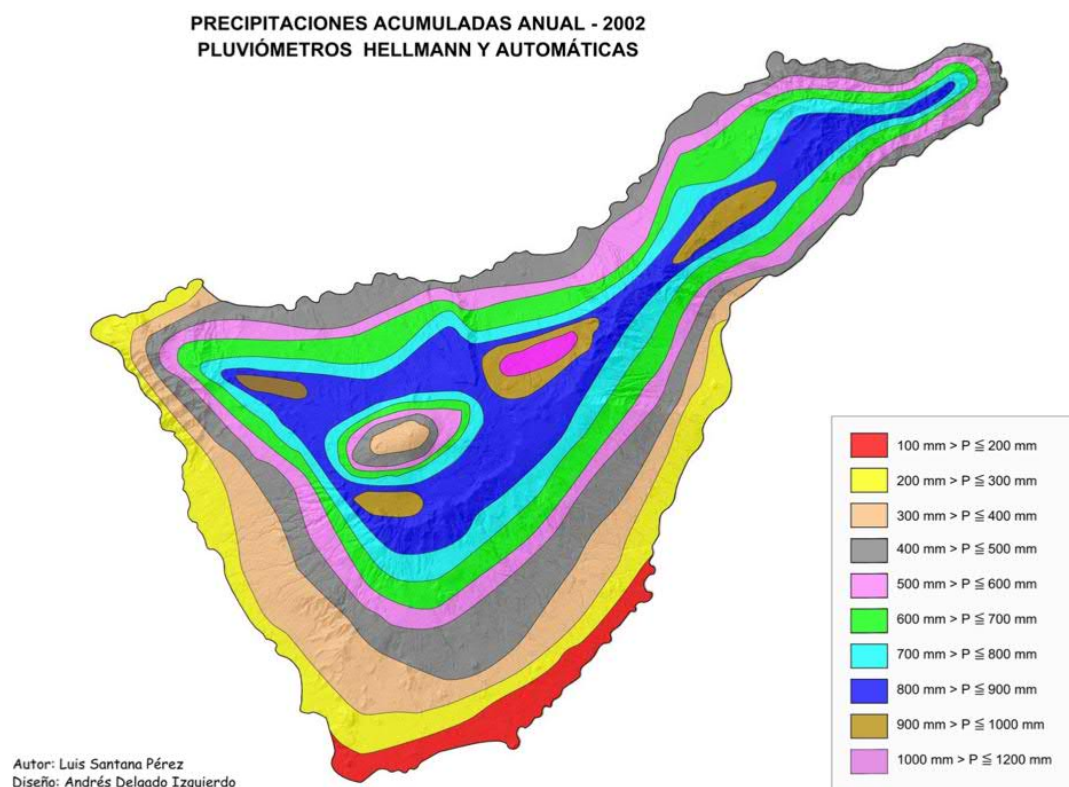 PRECIPITACIONES ACUMULADAS ANUAL - 2002
PLUVIÓMETROS HELLMANN Y AUTOMÁTICAS
100 mm > P ≦ 200 mm
200 mm > P ≦ 300 mm
300 mm > P ≦ 400 mm
400 mm > P ≦ 500 mm
500 mm > P ≦ 600 mm
600 mm > P ≦ 700 mm
700 mm > P ≦ 800 mm
800 mm > P ≦ 900 mm
900 mm > P ≦ 1000 mm
1000 mm > P ≦ 1200 mm
Autor: Luis Santana Pérez
Diseño: Andrés Delgado Izquierdo